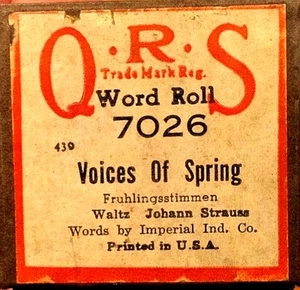 Q·R·S
Trade Mark Reg.
Word Roll
7026
439
Voices Of Spring
Fruhlingsstimmen
Waltz Johann Strauss
Words by Imperial Ind. Co.
Printed in U.S.A.